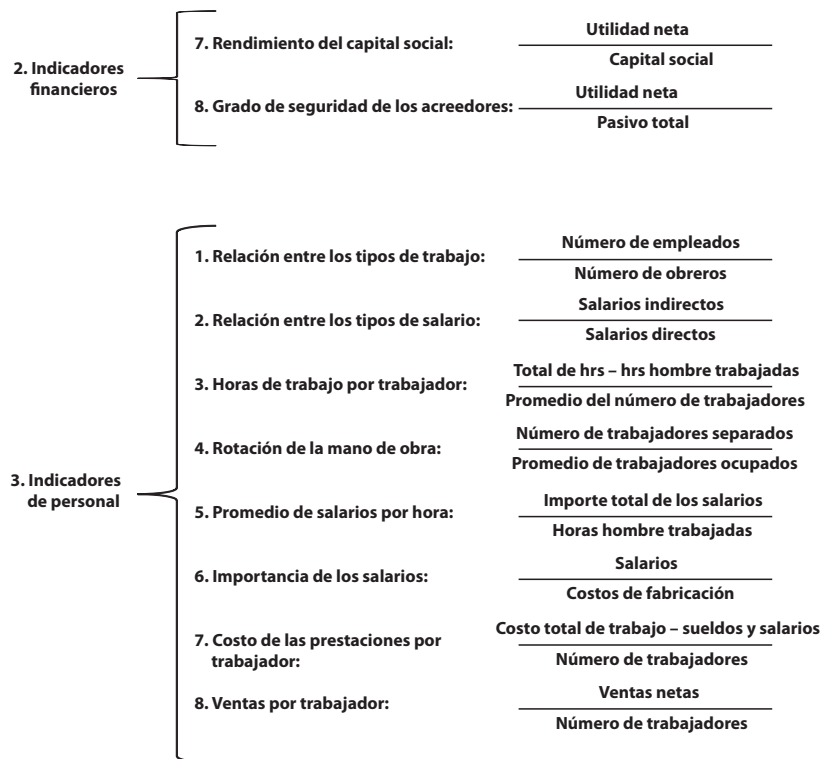 2. Indicadores
financieros
7. Rendimiento del capital social:
Utilidad neta
Capital social
8. Grado de seguridad de los acreedores:
Utilidad neta
Pasivo total
3. Indicadores
de personal
1. Relación entre los tipos de trabajo:
Número de empleados
Número de obreros
2. Relación entre los tipos de salario:
Salarios indirectos
Salarios directos
3. Horas de trabajo por trabajador:
Total de hrs – hrs hombre trabajadas
Promedio del número de trabajadores
4. Rotación de la mano de obra:
Número de trabajadores separados
Promedio de trabajadores ocupados
5. Promedio de salarios por hora:
Importe total de los salarios
Horas hombre trabajadas
6. Importancia de los salarios:
Salarios
Costos de fabricación
7. Costo de las prestaciones por
trabajador:
Costo total de trabajo – sueldos y salarios
Número de trabajadores
8. Ventas por trabajador:
Ventas netas
Número de trabajadores